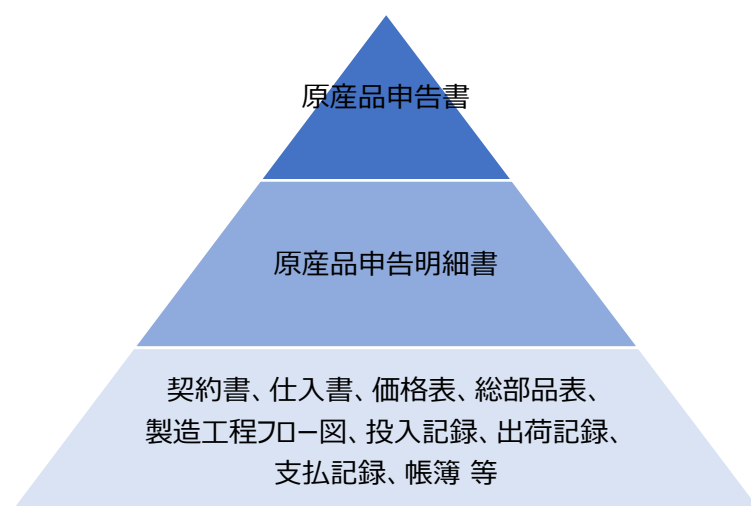 原産品申告書
原産品申告明細書
契約書、仕入書、価格表、総部品表、
製造工程フロー図、投入記録、出荷記録、
支払記録、帳簿 等